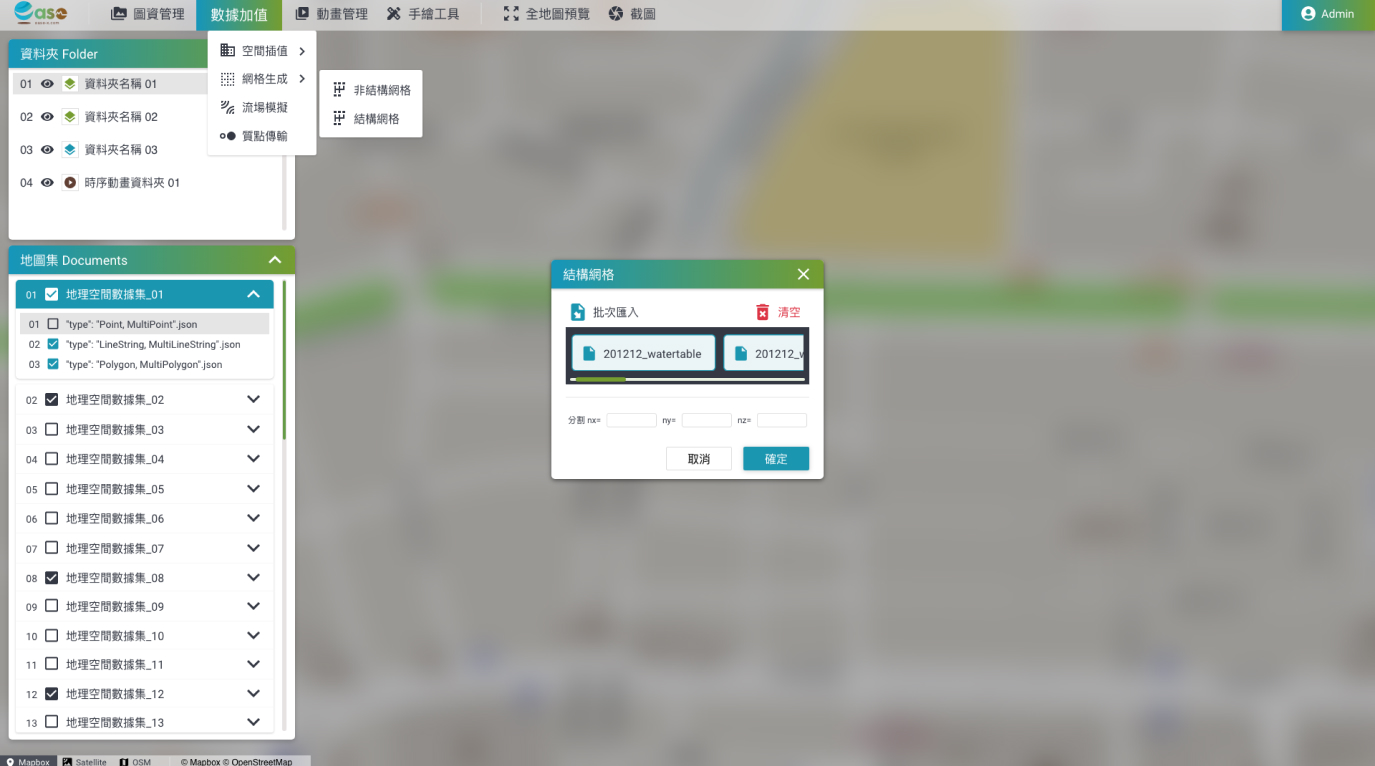 圖資管理 數據加值 動畫管理 手繪工具 全地圖預覽 截圖 Admin
空間插值
網格生成
流場模擬
質點傳輸
非結構網格
結構網格
資料夾 Folder
01 資料夾名稱 01
02 資料夾名稱 02
03 資料夾名稱 03
04 時序動畫資料夾 01
地圖集 Documents
01 地理空間數據集_01
01 "type": "Point, MultiPoint".json
02 "type": "LineString, MultiLineString".json
03 "type": "Polygon, MultiPolygon".json
02 地理空間數據集_02
03 地理空間數據集_03
04 地理空間數據集_04
05 地理空間數據集_05
06 地理空間數據集_06
07 地理空間數據集_07
08 地理空間數據集_08
09 地理空間數據集_09
10 地理空間數據集_10
11 地理空間數據集_11
12 地理空間數據集_12
13 地理空間數據集_13
結構網格
批次匯入 清空
201212_watertable 201212_w
分割 nx= ny= nz=
取消 確定
Mapbox Satellite OSM © Mapbox © OpenStreetMap